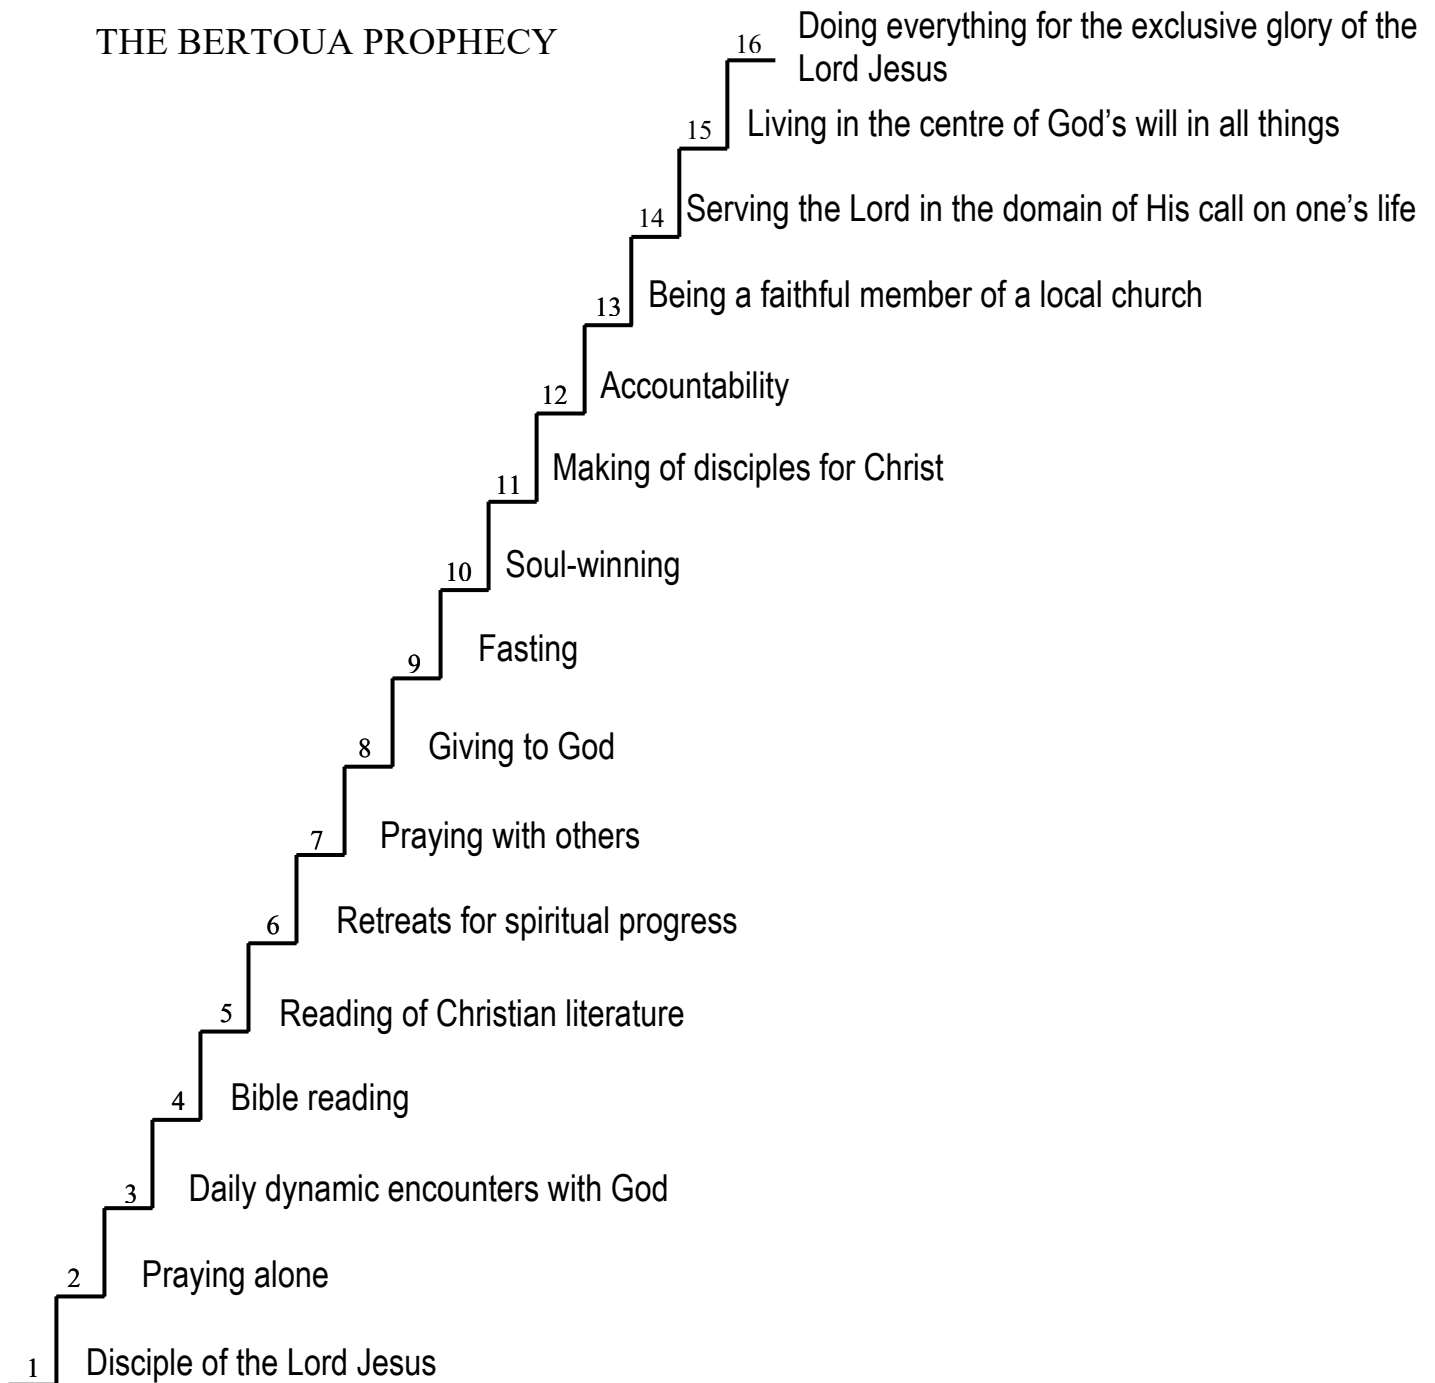 THE BERTOUA PROPHECY
16 Doing everything for the exclusive glory of the
Lord Jesus
15 Living in the centre of God's will in all things
14 Serving the Lord in the domain of His call on one's life
13 Being a faithful member of a local church
12 Accountability
11 Making of disciples for Christ
10 Soul-winning
9 Fasting
8 Giving to God
7 Praying with others
6 Retreats for spiritual progress
5 Reading of Christian literature
4 Bible reading
3 Daily dynamic encounters with God
2 Praying alone
1 Disciple of the Lord Jesus